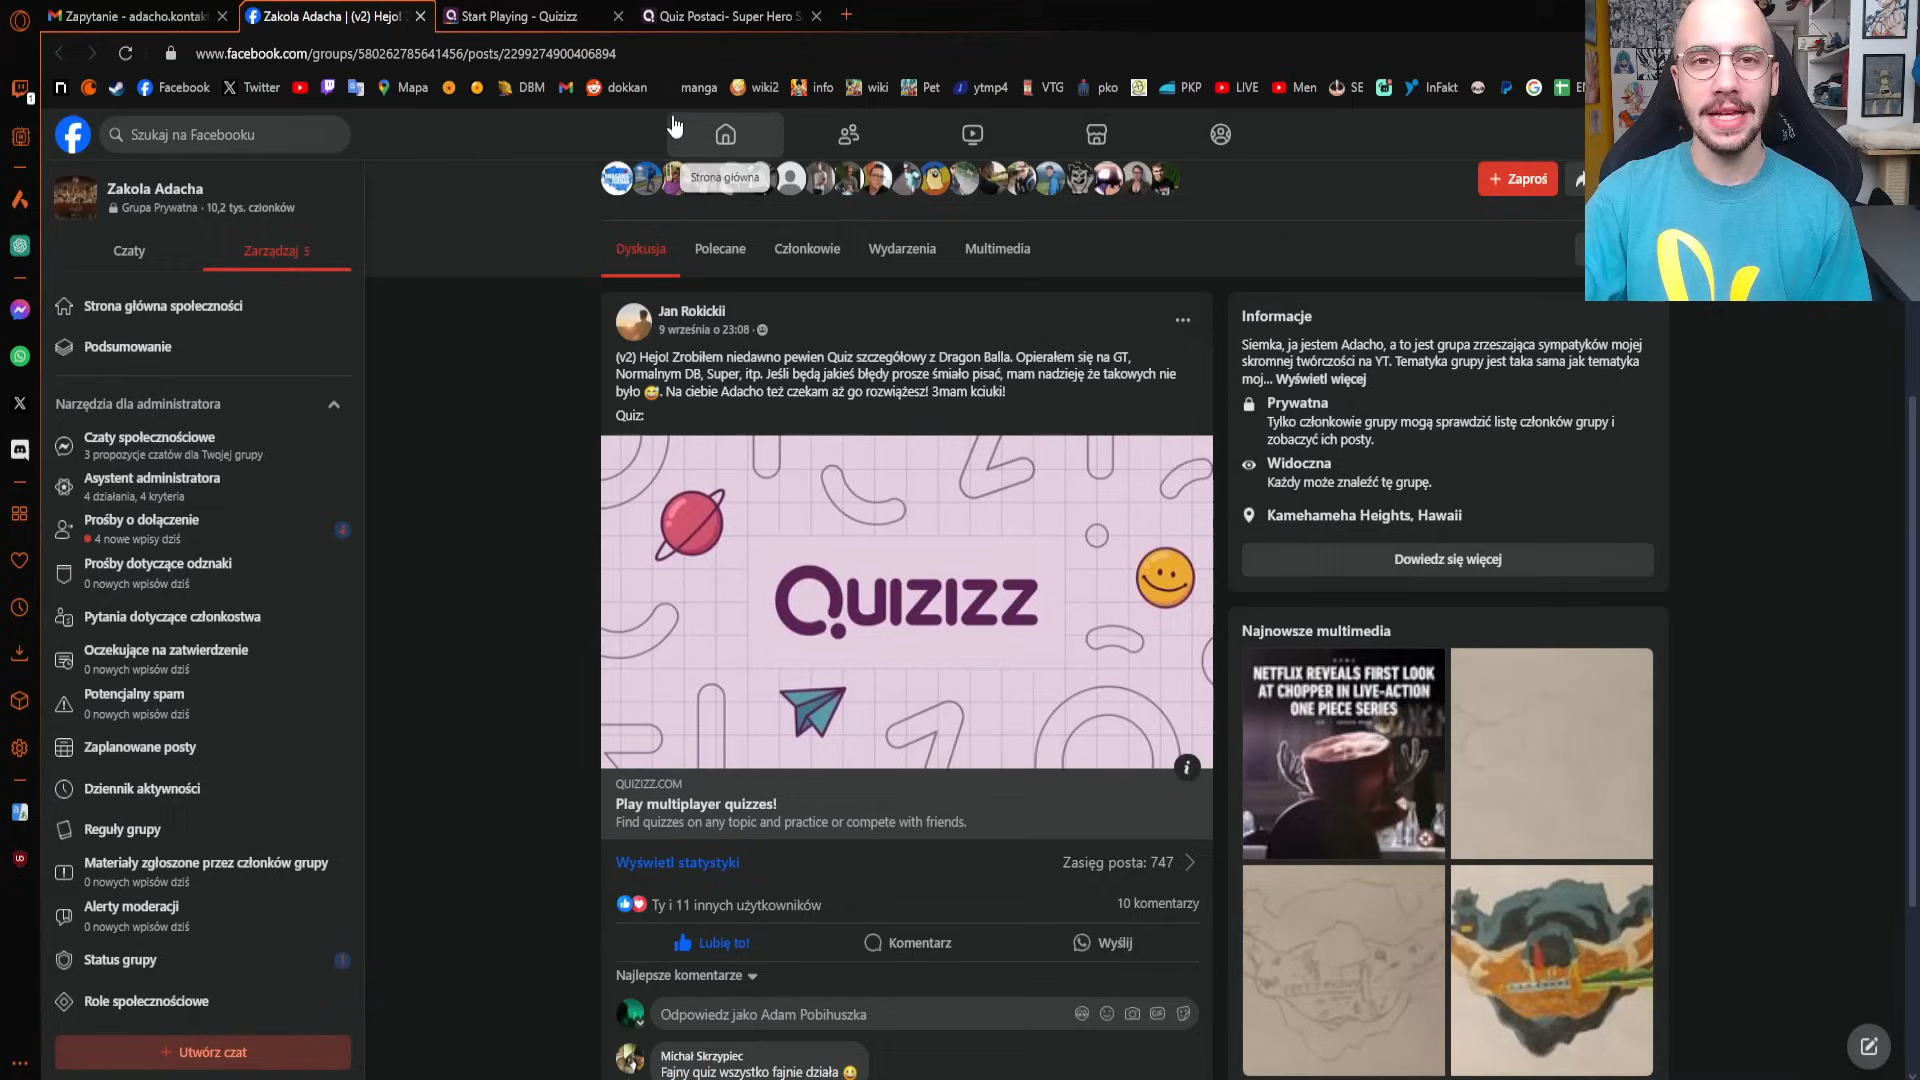 Zapytanie - adacho.kontak
Zakola Adacha | (v2) Hejo!
Start Playing - Quizizz
Quiz Postaci- Super Hero S
www.facebook.com/groups/580262785641456/posts/2299274900406894
Facebook
Twitter
Mapa
DBM
dokkan
manga
wiki2
info
wiki
Pet
ytmp4
VTG
pko
PKP
LIVE
Men
SE
InFakt
Szukaj na Facebooku
Strona główna
Zaproś
Zakola Adacha
Grupa Prywatna · 10,2 tys. członków
Czaty
Zarządzaj 5
Strona główna społeczności
Podsumowanie
Narzędzia dla administratora
Czaty społecznościowe
3 propozycje czatów dla Twojej grupy
Asystent administratora
4 działania, 4 kryteria
Prośby o dołączenie
4 nowe wpisy dziś
4
Prośby dotyczące odznaki
0 nowych wpisów dziś
Pytania dotyczące członkostwa
Oczekujące na zatwierdzenie
0 nowych wpisów dziś
Potencjalny spam
0 nowych wpisów dziś
Zaplanowane posty
Dziennik aktywności
Reguły grupy
Materiały zgłoszone przez członków grupy
0 nowych wpisów dziś
Alerty moderacji
0 nowych wpisów dziś
Status grupy
Role społecznościowe
+ Utwórz czat
Dyskusja
Polecane
Członkowie
Wydarzenia
Multimedia
Jan Rokickii
9 września o 23:08 ·
(v2) Hejo! Zrobiłem niedawno pewien Quiz szczegółowy z Dragon Balla. Opierałem się na GT,
Normalnym DB, Super, itp. Jeśli będą jakieś błędy prosze śmiało pisać, mam nadzieję że takowych nie
było 😅. Na ciebie Adacho też czekam aż go rozwiążesz! 3mam kciuki!
Quiz:
QUIZIZZ
QUIZIZZ.COM
Play multiplayer quizzes!
Find quizzes on any topic and practice or compete with friends.
Wyświetl statystyki
Zasięg posta: 747
Ty i 11 innych użytkowników
10 komentarzy
Lubię to!
Komentarz
Wyślij
Najlepsze komentarze
Odpowiedz jako Adam Pobihuszka
Michał Skrzypiec
Fajny quiz wszystko fajnie działa 😀
Informacje
Siemka, ja jestem Adacho, a to jest grupa zrzeszająca sympatyków mojej
skromnej twórczości na YT. Tematyka grupy jest taka sama jak tematyka
moj... Wyświetl więcej
Prywatna
Tylko członkowie grupy mogą sprawdzić listę członków grupy i
zobaczyć ich posty.
Widoczna
Każdy może znaleźć tę grupę.
Kamehameha Heights, Hawaii
Dowiedz się więcej
Najnowsze multimedia
NETFLIX REVEALS FIRST LOOK
AT CHOPPER IN LIVE-ACTION
ONE PIECE SERIES